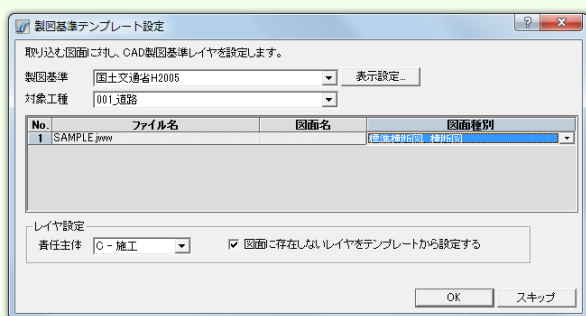 製図基準テンプレート設定
取り込む図面に対し、CAD製図基準レイヤを設定します。
製図基準 国土交通省H2005 表示設定...
対象工種 001_道路
No. ファイル名 図面名 図面種別
1 SAMPLE.jww 標準横断図, 横断図
レイヤ設定
責任主体 C - 施工 図面に存在しないレイヤをテンプレートから設定する
OK スキップ